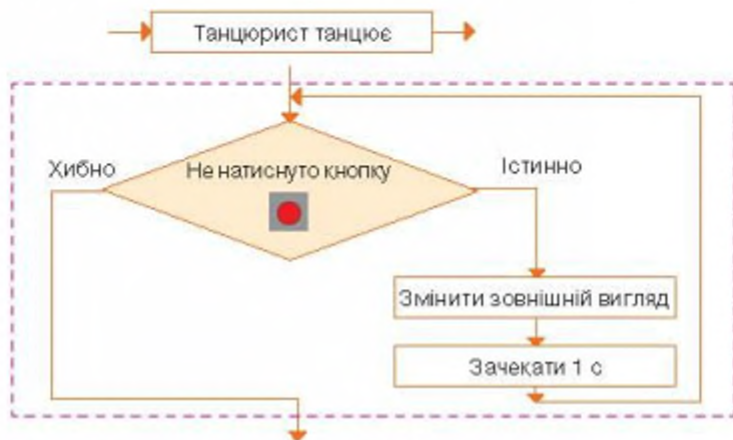 Танцюрист танцює
Хибно
Не натиснуто кнопку
Істинно
Змінити зовнішній вигляд
Зачекати 1 с